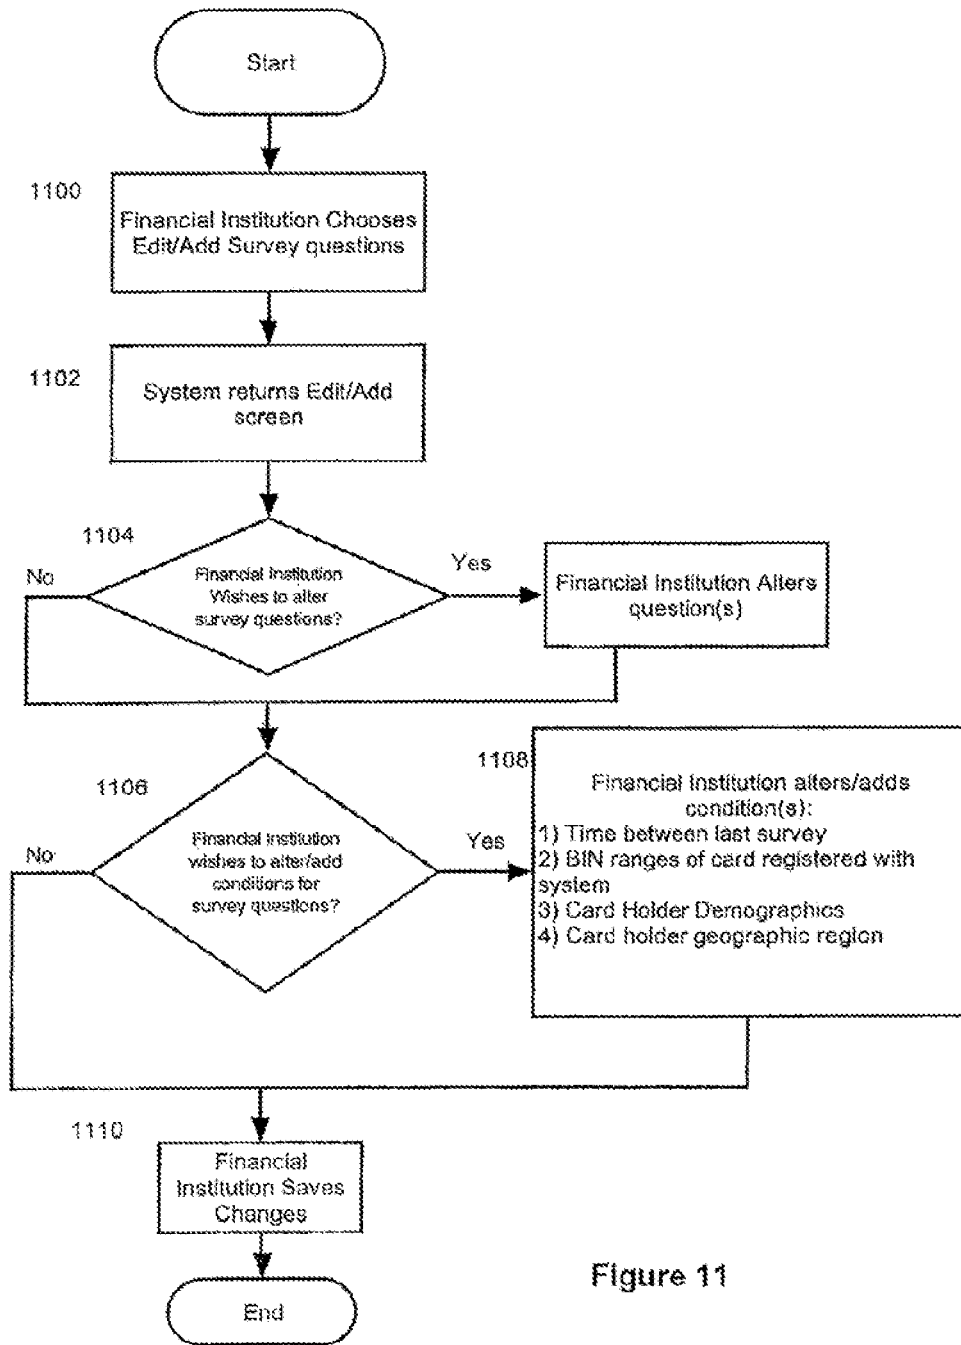 Start
1100
Financial Institution Chooses
Edit/Add Survey questions
1102
System returns Edit/Add
screen
1104
No
Financial Institution
Wishes to alter
survey questions?
Yes
Financial Institution Alters
question(s)
1106
No
Financial Institution
wishes to alter/add
conditions for
survey questions?
Yes
1108
Financial Institution alters/adds
condition(s):
1) Time between last survey
2) BIN ranges of card registered with
system
3) Card Holder Demographics
4) Card holder geographic region
1110
Financial
Institution Saves
Changes
End
Figure 11